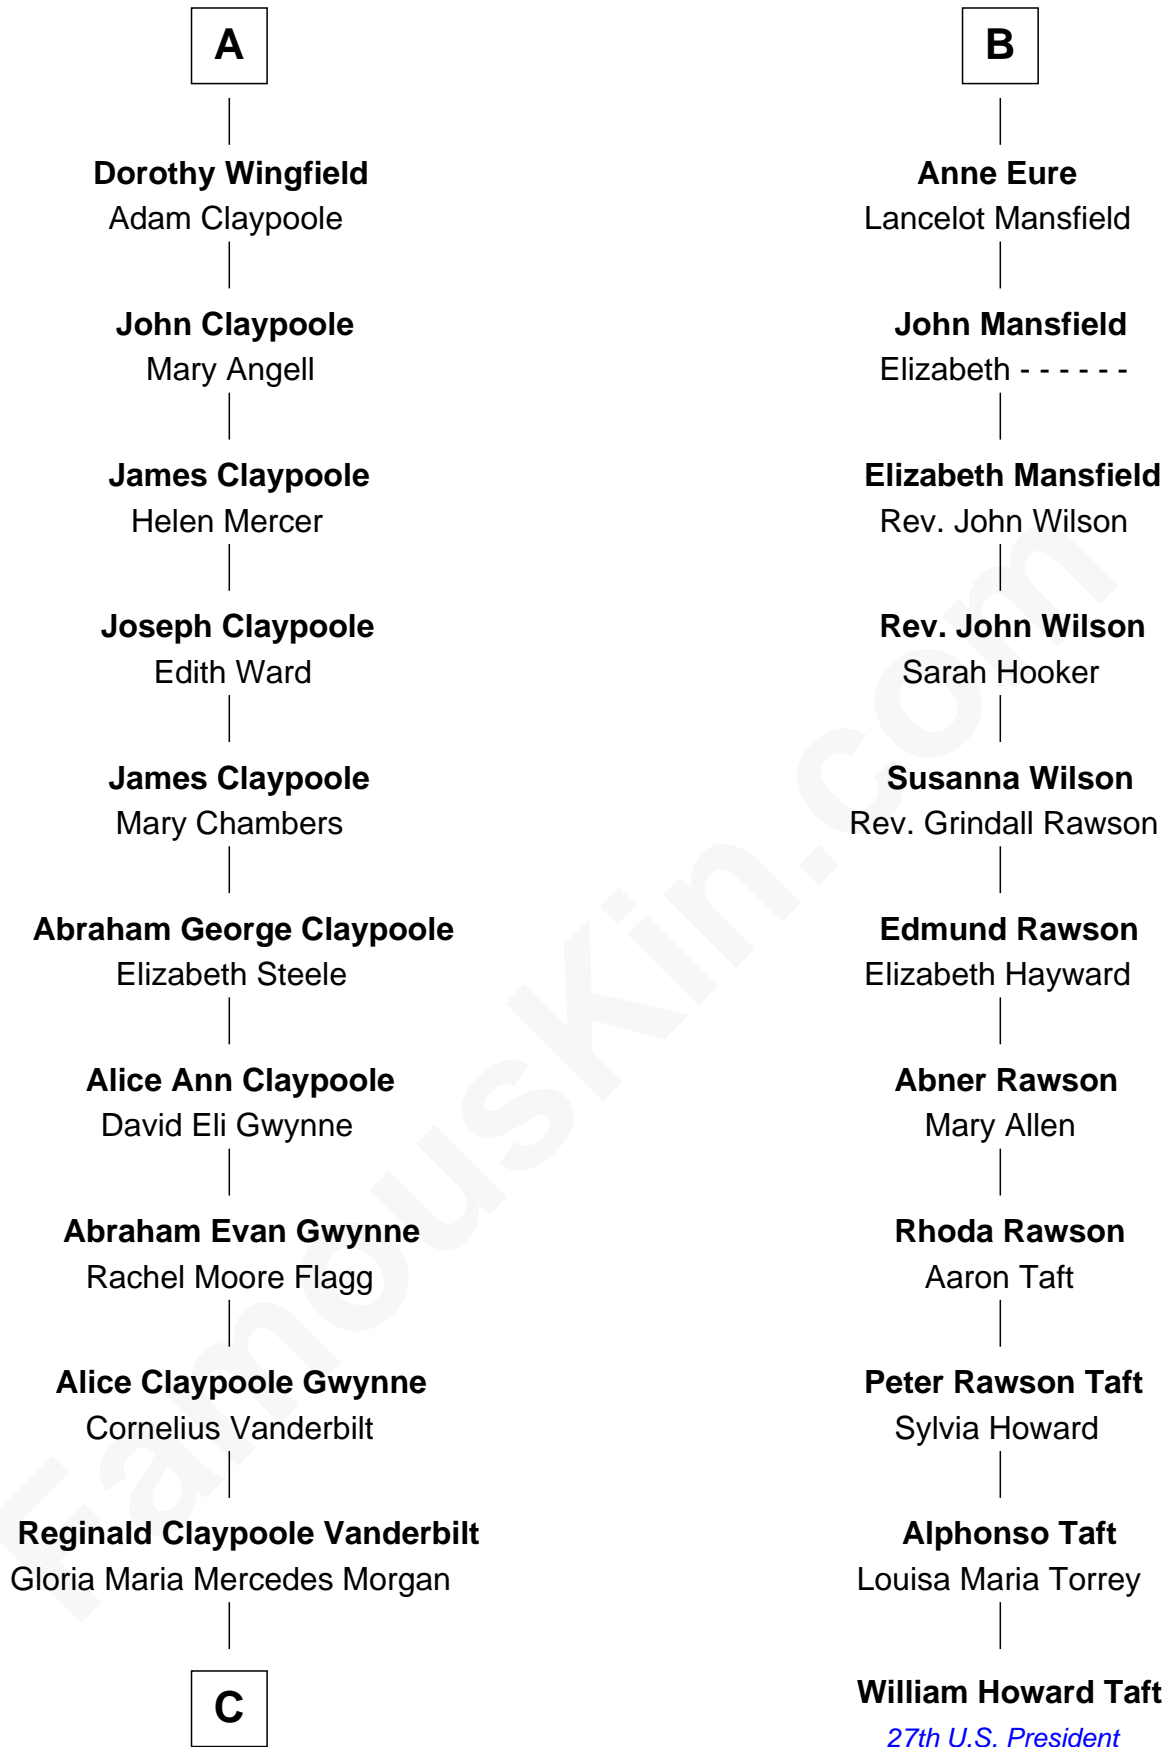 A
Dorothy Wingfield
Adam Claypoole
John Claypoole
Mary Angell
James Claypoole
Helen Mercer
Joseph Claypoole
Edith Ward
James Claypoole
Mary Chambers
Abraham George Claypoole
Elizabeth Steele
Alice Ann Claypoole
David Eli Gwynne
Abraham Evan Gwynne
Rachel Moore Flagg
Alice Claypoole Gwynne
Cornelius Vanderbilt
Reginald Claypoole Vanderbilt
Gloria Maria Mercedes Morgan
C
B
Anne Eure
Lancelot Mansfield
John Mansfield
Elizabeth - - - - - -
Elizabeth Mansfield
Rev. John Wilson
Rev. John Wilson
Sarah Hooker
Susanna Wilson
Rev. Grindall Rawson
Edmund Rawson
Elizabeth Hayward
Abner Rawson
Mary Allen
Rhoda Rawson
Aaron Taft
Peter Rawson Taft
Sylvia Howard
Alphonso Taft
Louisa Maria Torrey
William Howard Taft
27th U.S. President
FamousKin.com